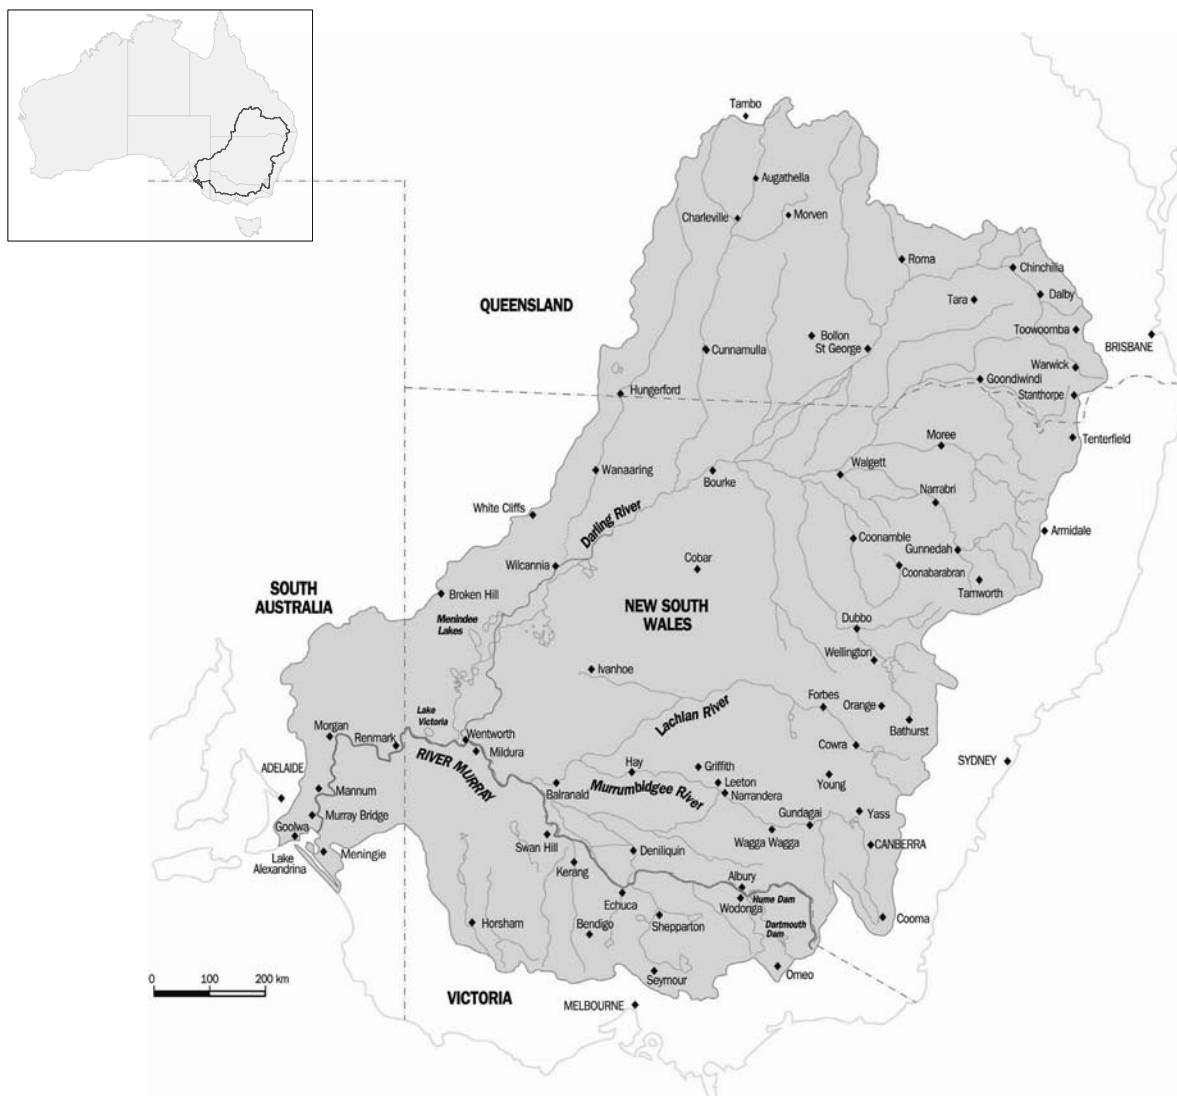 Tambo
Augathella
Charleville
Morven
Roma
Chinchilla
Tara
Dalby
QUEENSLAND
Bollon
St George
Toowoomba
BRISBANE
Cunnamulla
Warwick
Goondiwindi
Hungerford
Stanthorpe
Moree
Tenterfield
Wanaaring
Bourke
Walgett
Narrabri
White Cliffs
Darling River
Armidale
Coonamble
Gunnedah
Cobar
Wilcannia
Coonabarabran
SOUTH
AUSTRALIA
Broken Hill
Tamworth
NEW SOUTH
WALES
Menindee
Lakes
Dubbo
Wellington
Ivanhoe
Forbes
Orange
Lachlan River
Lake
Victoria
Morgan
Renmark
Wentworth
Mildura
Bathurst
Cowra
RIVER MURRAY
ADELAIDE
Hay
Griffith
SYDNEY
Mannum
Balranald
Murrumbidgee River
Leeton
Narrandera
Young
Murray Bridge
Gundagai
Yass
Goolwa
Swan Hill
Wagga Wagga
Lake
Alexandrina
Meningie
Deniliquin
CANBERRA
Kerang
Albury
Echuca
Wodonga
Hume Dam
Horsham
Bendigo
Shepparton
Dartmouth
Dam
Cooma
Seymour
Omeo
0 100 200 km
VICTORIA
MELBOURNE